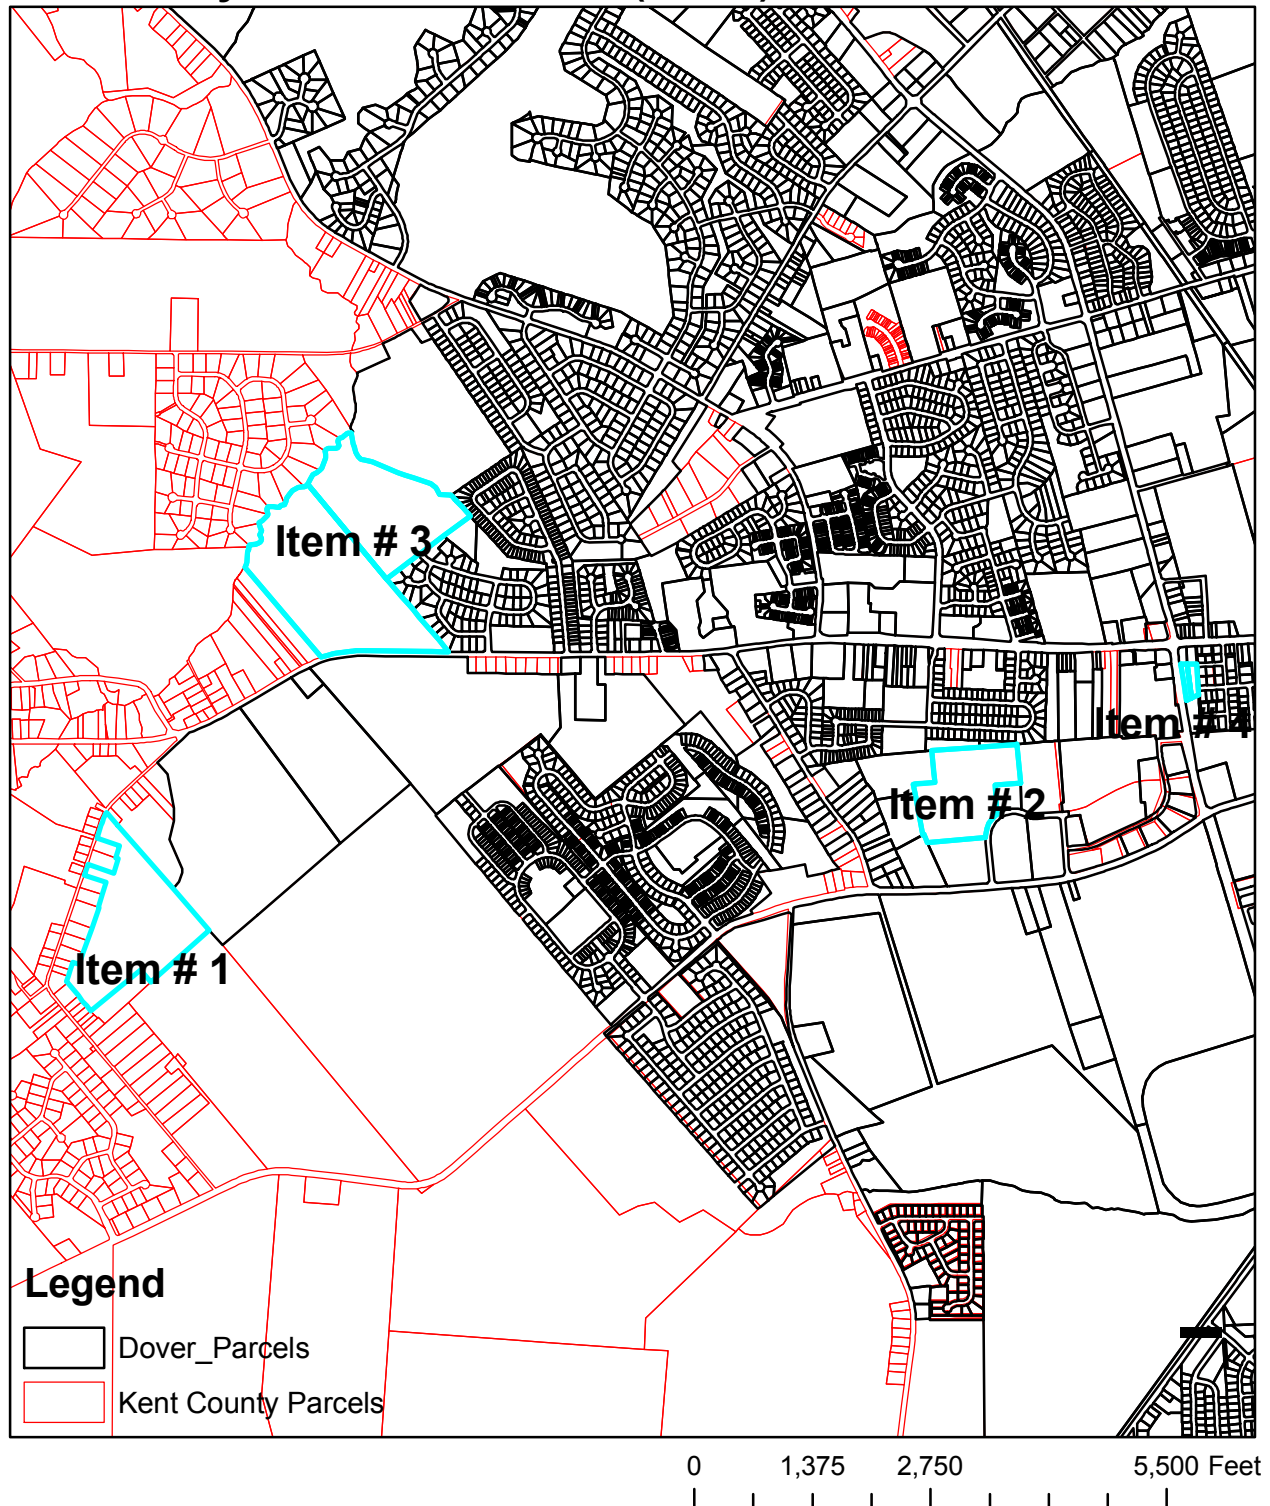 Item # 3
Item # 4
Item # 2
Item # 1
Legend
Dover_Parcels
Kent County Parcels
0 1,375 2,750 5,500 Feet